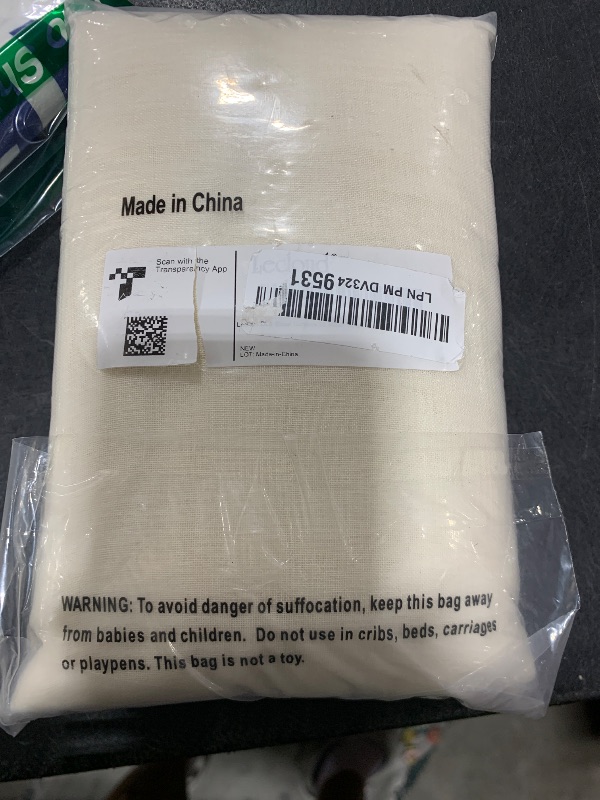 IS
Made in China
Scan with the
Transparency App
LPN PM DV324 9531
NEW
LOT: Made-in-China
WARNING: To avoid danger of suffocation, keep this bag away
from babies and children. Do not use in cribs, beds, carriages
or playpens. This bag is not a toy.